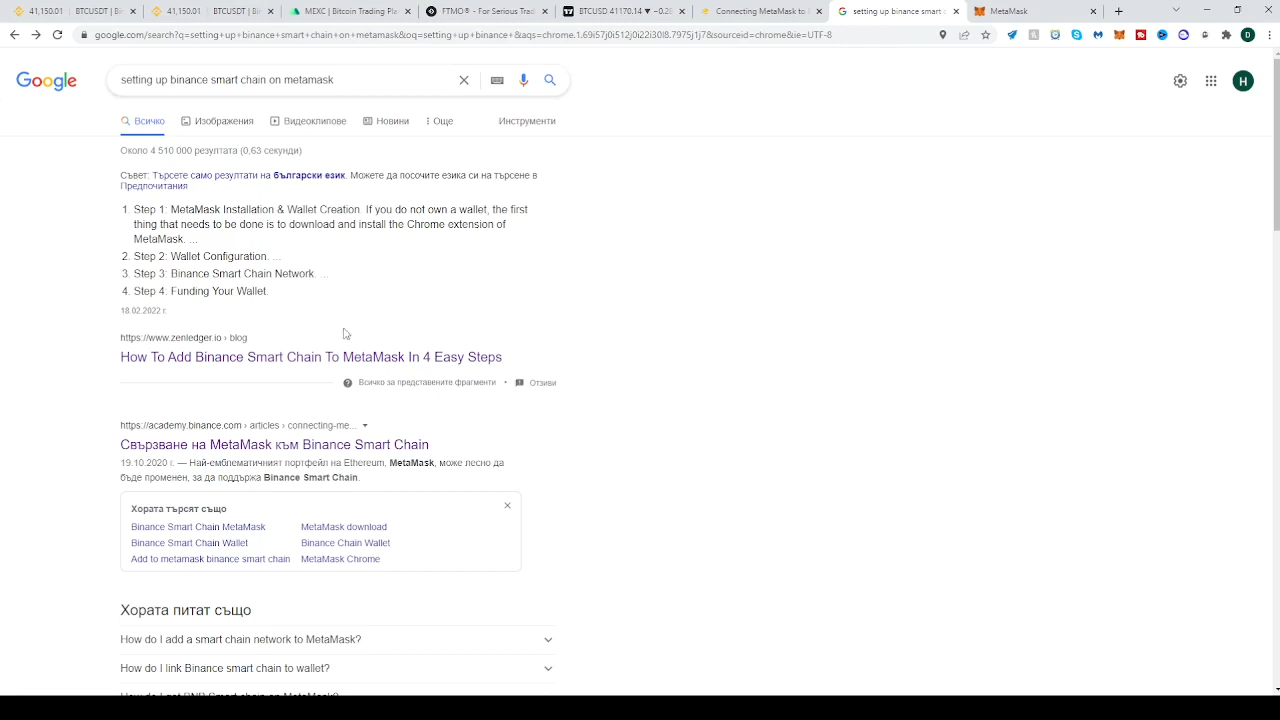 41,150.01 | BTCUSDT | Bin
41,150.01 | BTCUSDT | Bin
MEXC | Bitcoin Trading Pla
FTMO® - For Serious Trad
BTCUSD 41170.14 ▼ −0.28
Connecting MetaMask to
setting up binance smart
MetaMask
google.com/search?q=setting+up+binance+smart+chain+on+metamask&oq=setting+up+binance+&aqs=chrome.1.69i57j0i512j0i22i30l8.7975j1j7&sourceid=chrome&ie=UTF-8
Google
setting up binance smart chain on metamask
H
Всичко
Изображения
Видеоклипове
Новини
Още
Инструменти
Около 4 510 000 резултата (0,63 секунди)
Съвет: Търсете само резултати на български език. Можете да посочите езика си на търсене в
Предпочитания
1. Step 1: MetaMask Installation & Wallet Creation. If you do not own a wallet, the first
thing that needs to be done is to download and install the Chrome extension of
MetaMask. ...
2. Step 2: Wallet Configuration. ...
3. Step 3: Binance Smart Chain Network. ...
4. Step 4: Funding Your Wallet.
18.02.2022 г.
https://www.zenledger.io › blog
How To Add Binance Smart Chain To MetaMask In 4 Easy Steps
Всичко за представените фрагменти • Отзиви
https://academy.binance.com › articles › connecting-me...
Свързване на MetaMask към Binance Smart Chain
19.10.2020 г. — Най-емблематичният портфейл на Ethereum, MetaMask, може лесно да
бъде променен, за да поддържа Binance Smart Chain.
Хората търсят също
Binance Smart Chain MetaMask
MetaMask download
Binance Smart Chain Wallet
Binance Chain Wallet
Add to metamask binance smart chain
MetaMask Chrome
Хората питат също
How do I add a smart chain network to MetaMask?
How do I link Binance smart chain to wallet?
How do I get BNB Smart chain on MetaMask?